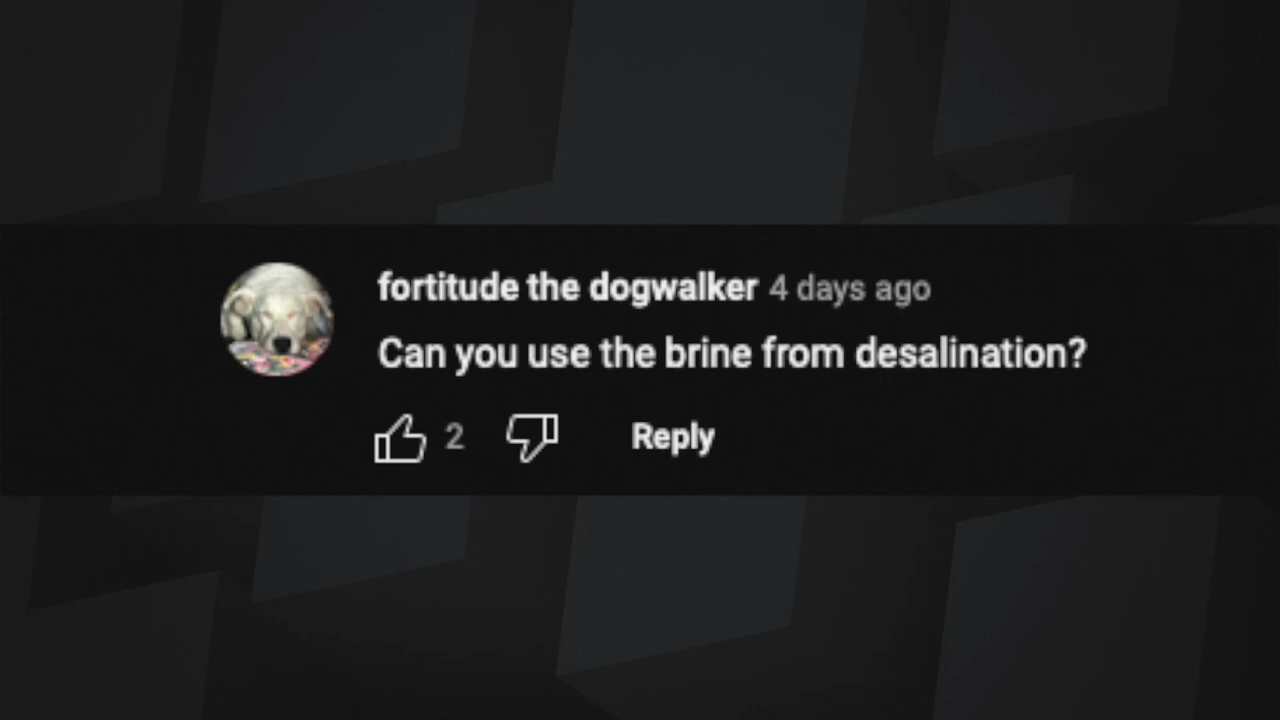 fortitude the dogwalker 4 days ago
Can you use the brine from desalination?
2 Reply